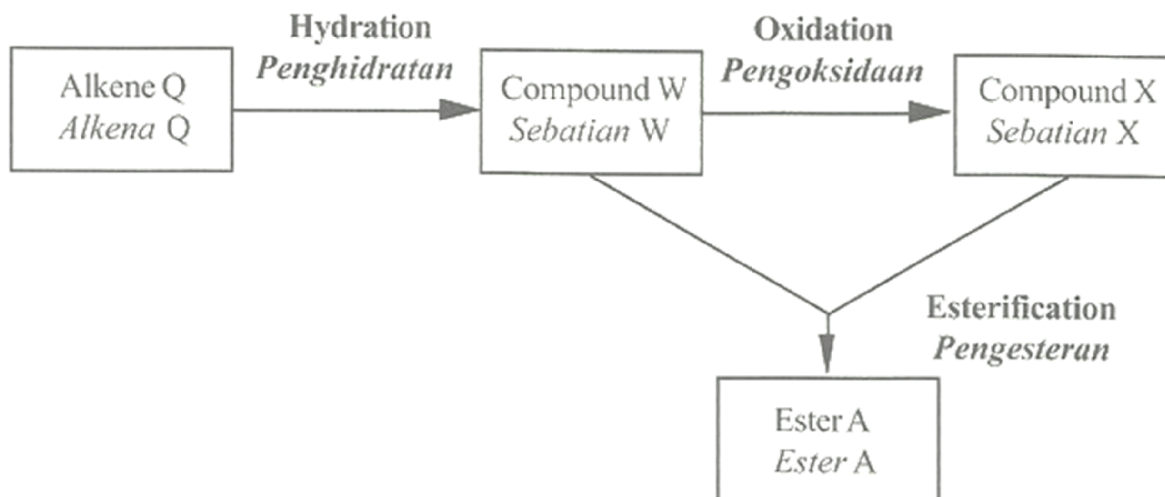 Hydration
Penghidratan
Oxidation
Pengoksidaan
Alkene Q
Alkena Q
Compound W
Sebatian W
Compound X
Sebatian X
Esterification
Pengesteran
Ester A
Ester A